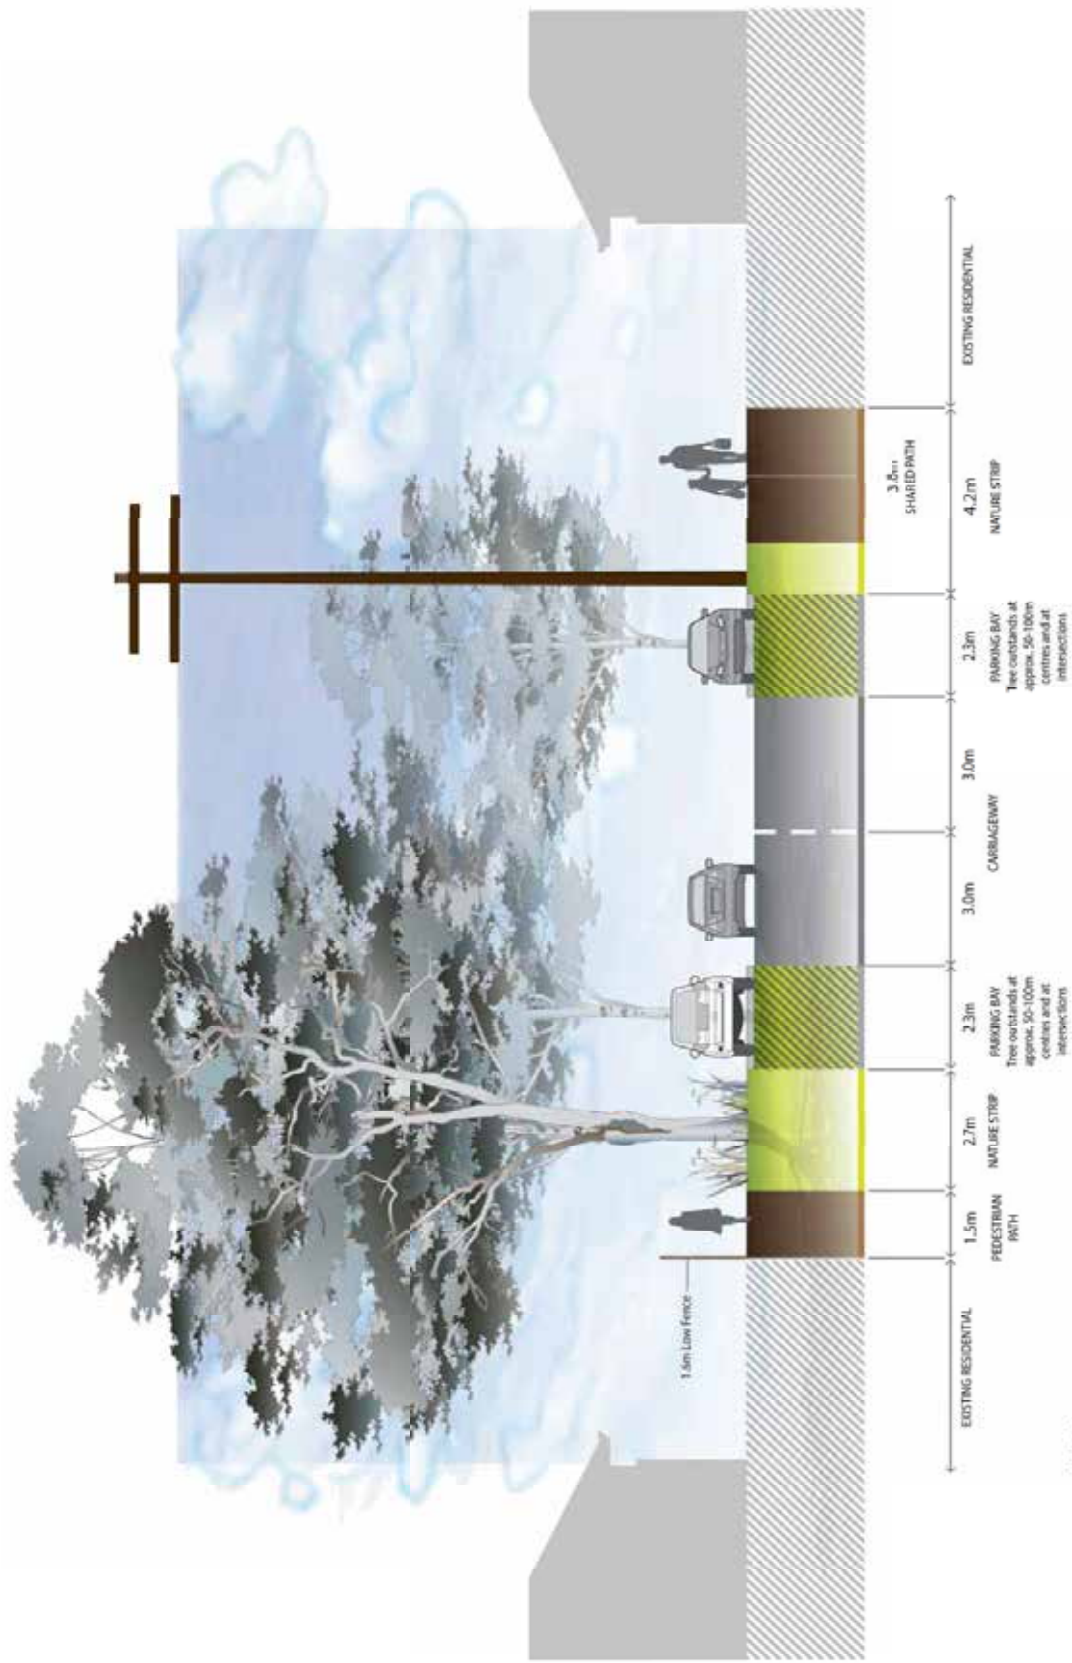 1.6m Low Fence
EXISTING RESIDENTIAL
1.5m
PEDESTRIAN
PATH
2.7m
NATURE STRIP
2.3m
PARKING BAY
Tree outstands at
approx. 50-100m
centres and at
intersections
3.0m
CARRIAGEWAY
3.0m
2.3m
PARKING BAY
Tree outstands at
approx. 50-100m
centres and at
intersections
4.2m
NATURE STRIP
SHARED PATH
EXISTING RESIDENTIAL